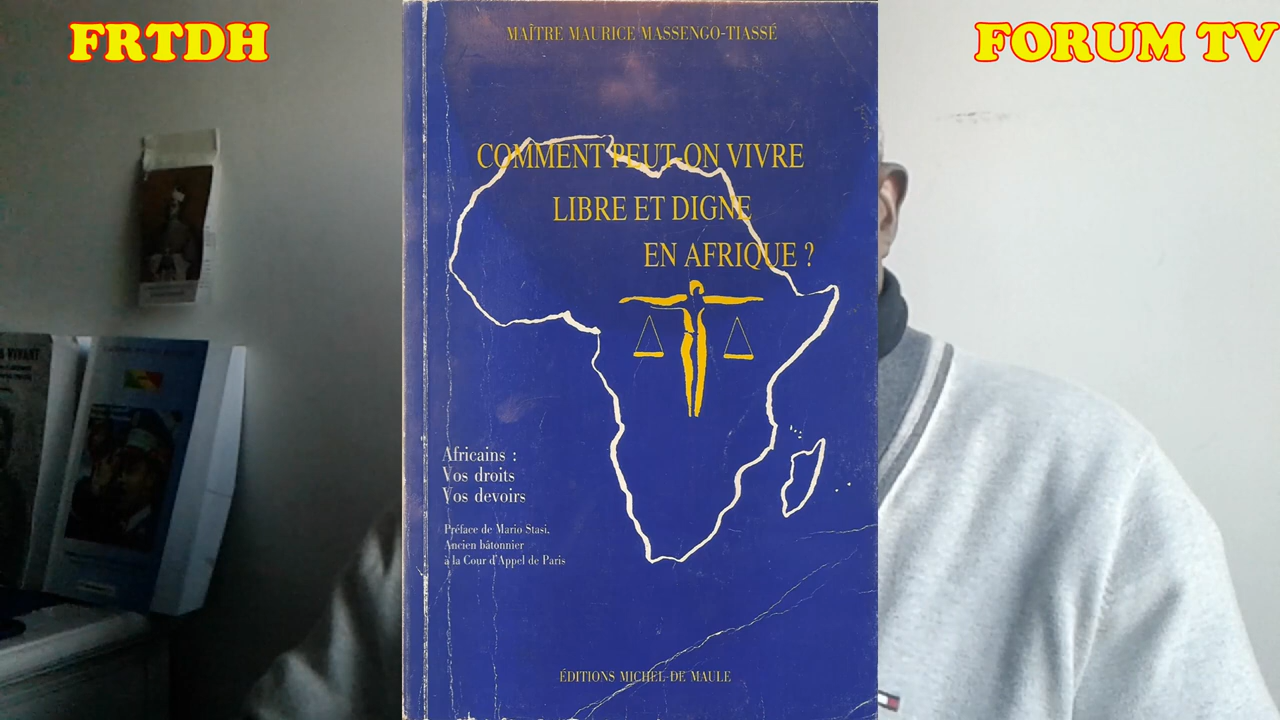 FRTDH
FORUM TV
MAÎTRE MAURICE MASSENGO-TIASSÉ
COMMENT PEUT-ON VIVRE
LIBRE ET DIGNE
EN AFRIQUE ?
Africains :
Vos droits
Vos devoirs
Préface de Mario Stasi,
Ancien bâtonnier
à la Cour d'Appel de Paris
ÉDITIONS MICHEL DE MAULE
VIVANT